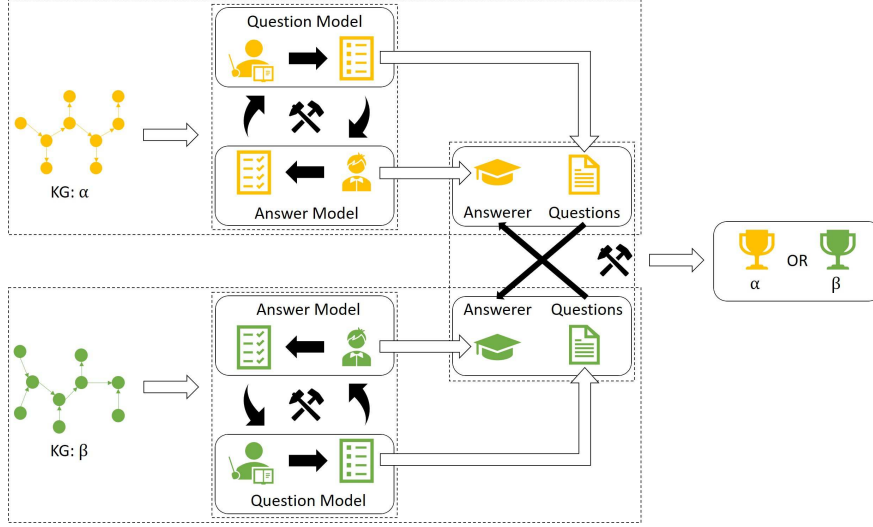 Question Model
KG: α
Answer Model
Answerer Questions
α OR β
Answerer Questions
Answer Model
KG: β
Question Model